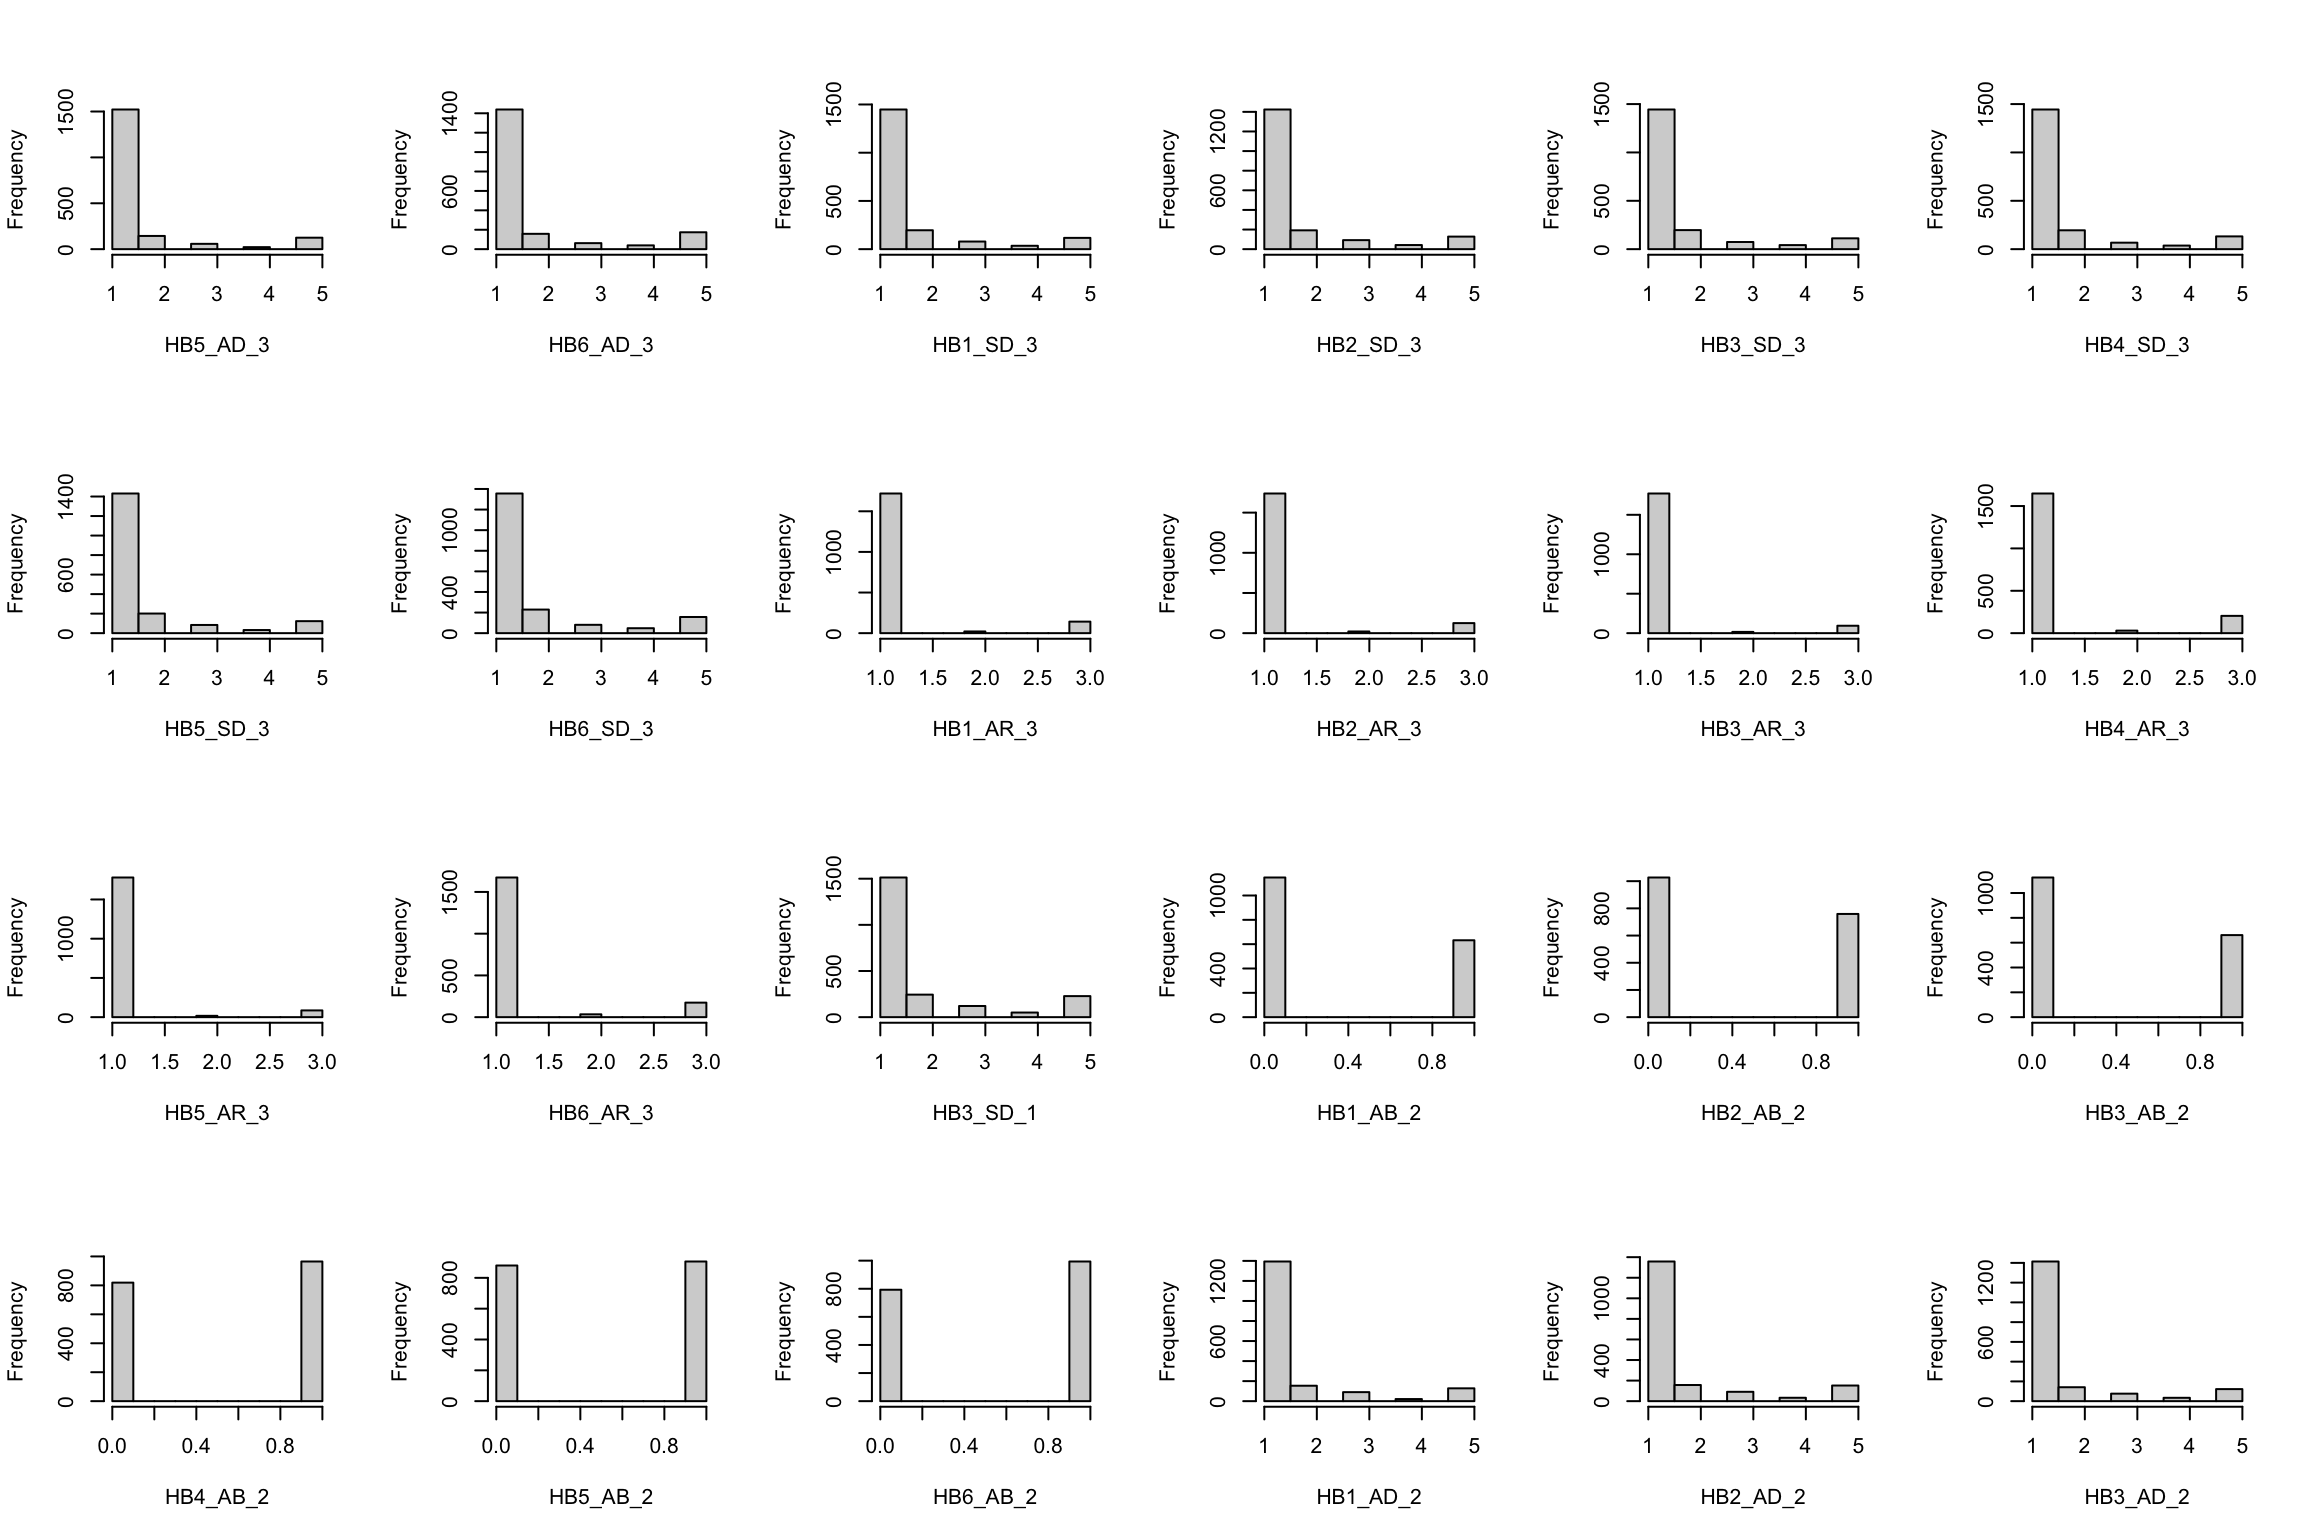 Frequency
0 500 1500
1 2 3 4 5
HB5_AD_3
Frequency
0 600 1400
1 2 3 4 5
HB6_AD_3
Frequency
0 500 1500
1 2 3 4 5
HB1_SD_3
Frequency
0 600 1200
1 2 3 4 5
HB2_SD_3
Frequency
0 500 1500
1 2 3 4 5
HB3_SD_3
Frequency
0 500 1500
1 2 3 4 5
HB4_SD_3
Frequency
0 600 1400
1 2 3 4 5
HB5_SD_3
Frequency
0 400 1000
1 2 3 4 5
HB6_SD_3
Frequency
0 1000
1.0 1.5 2.0 2.5 3.0
HB1_AR_3
Frequency
0 1000
1.0 1.5 2.0 2.5 3.0
HB2_AR_3
Frequency
0 1000
1.0 1.5 2.0 2.5 3.0
HB3_AR_3
Frequency
0 500 1500
1.0 1.5 2.0 2.5 3.0
HB4_AR_3
Frequency
0 1000
1.0 1.5 2.0 2.5 3.0
HB5_AR_3
Frequency
0 500 1500
1.0 1.5 2.0 2.5 3.0
HB6_AR_3
Frequency
0 500 1500
1 2 3 4 5
HB3_SD_1
Frequency
0 400 1000
0.0 0.4 0.8
HB1_AB_2
Frequency
0 400 800
0.0 0.4 0.8
HB2_AB_2
Frequency
0 400 1000
0.0 0.4 0.8
HB3_AB_2
Frequency
0 400 800
0.0 0.4 0.8
HB4_AB_2
Frequency
0 400 800
0.0 0.4 0.8
HB5_AB_2
Frequency
0 400 800
0.0 0.4 0.8
HB6_AB_2
Frequency
0 600 1200
1 2 3 4 5
HB1_AD_2
Frequency
0 400 1000
1 2 3 4 5
HB2_AD_2
Frequency
0 600 1200
1 2 3 4 5
HB3_AD_2